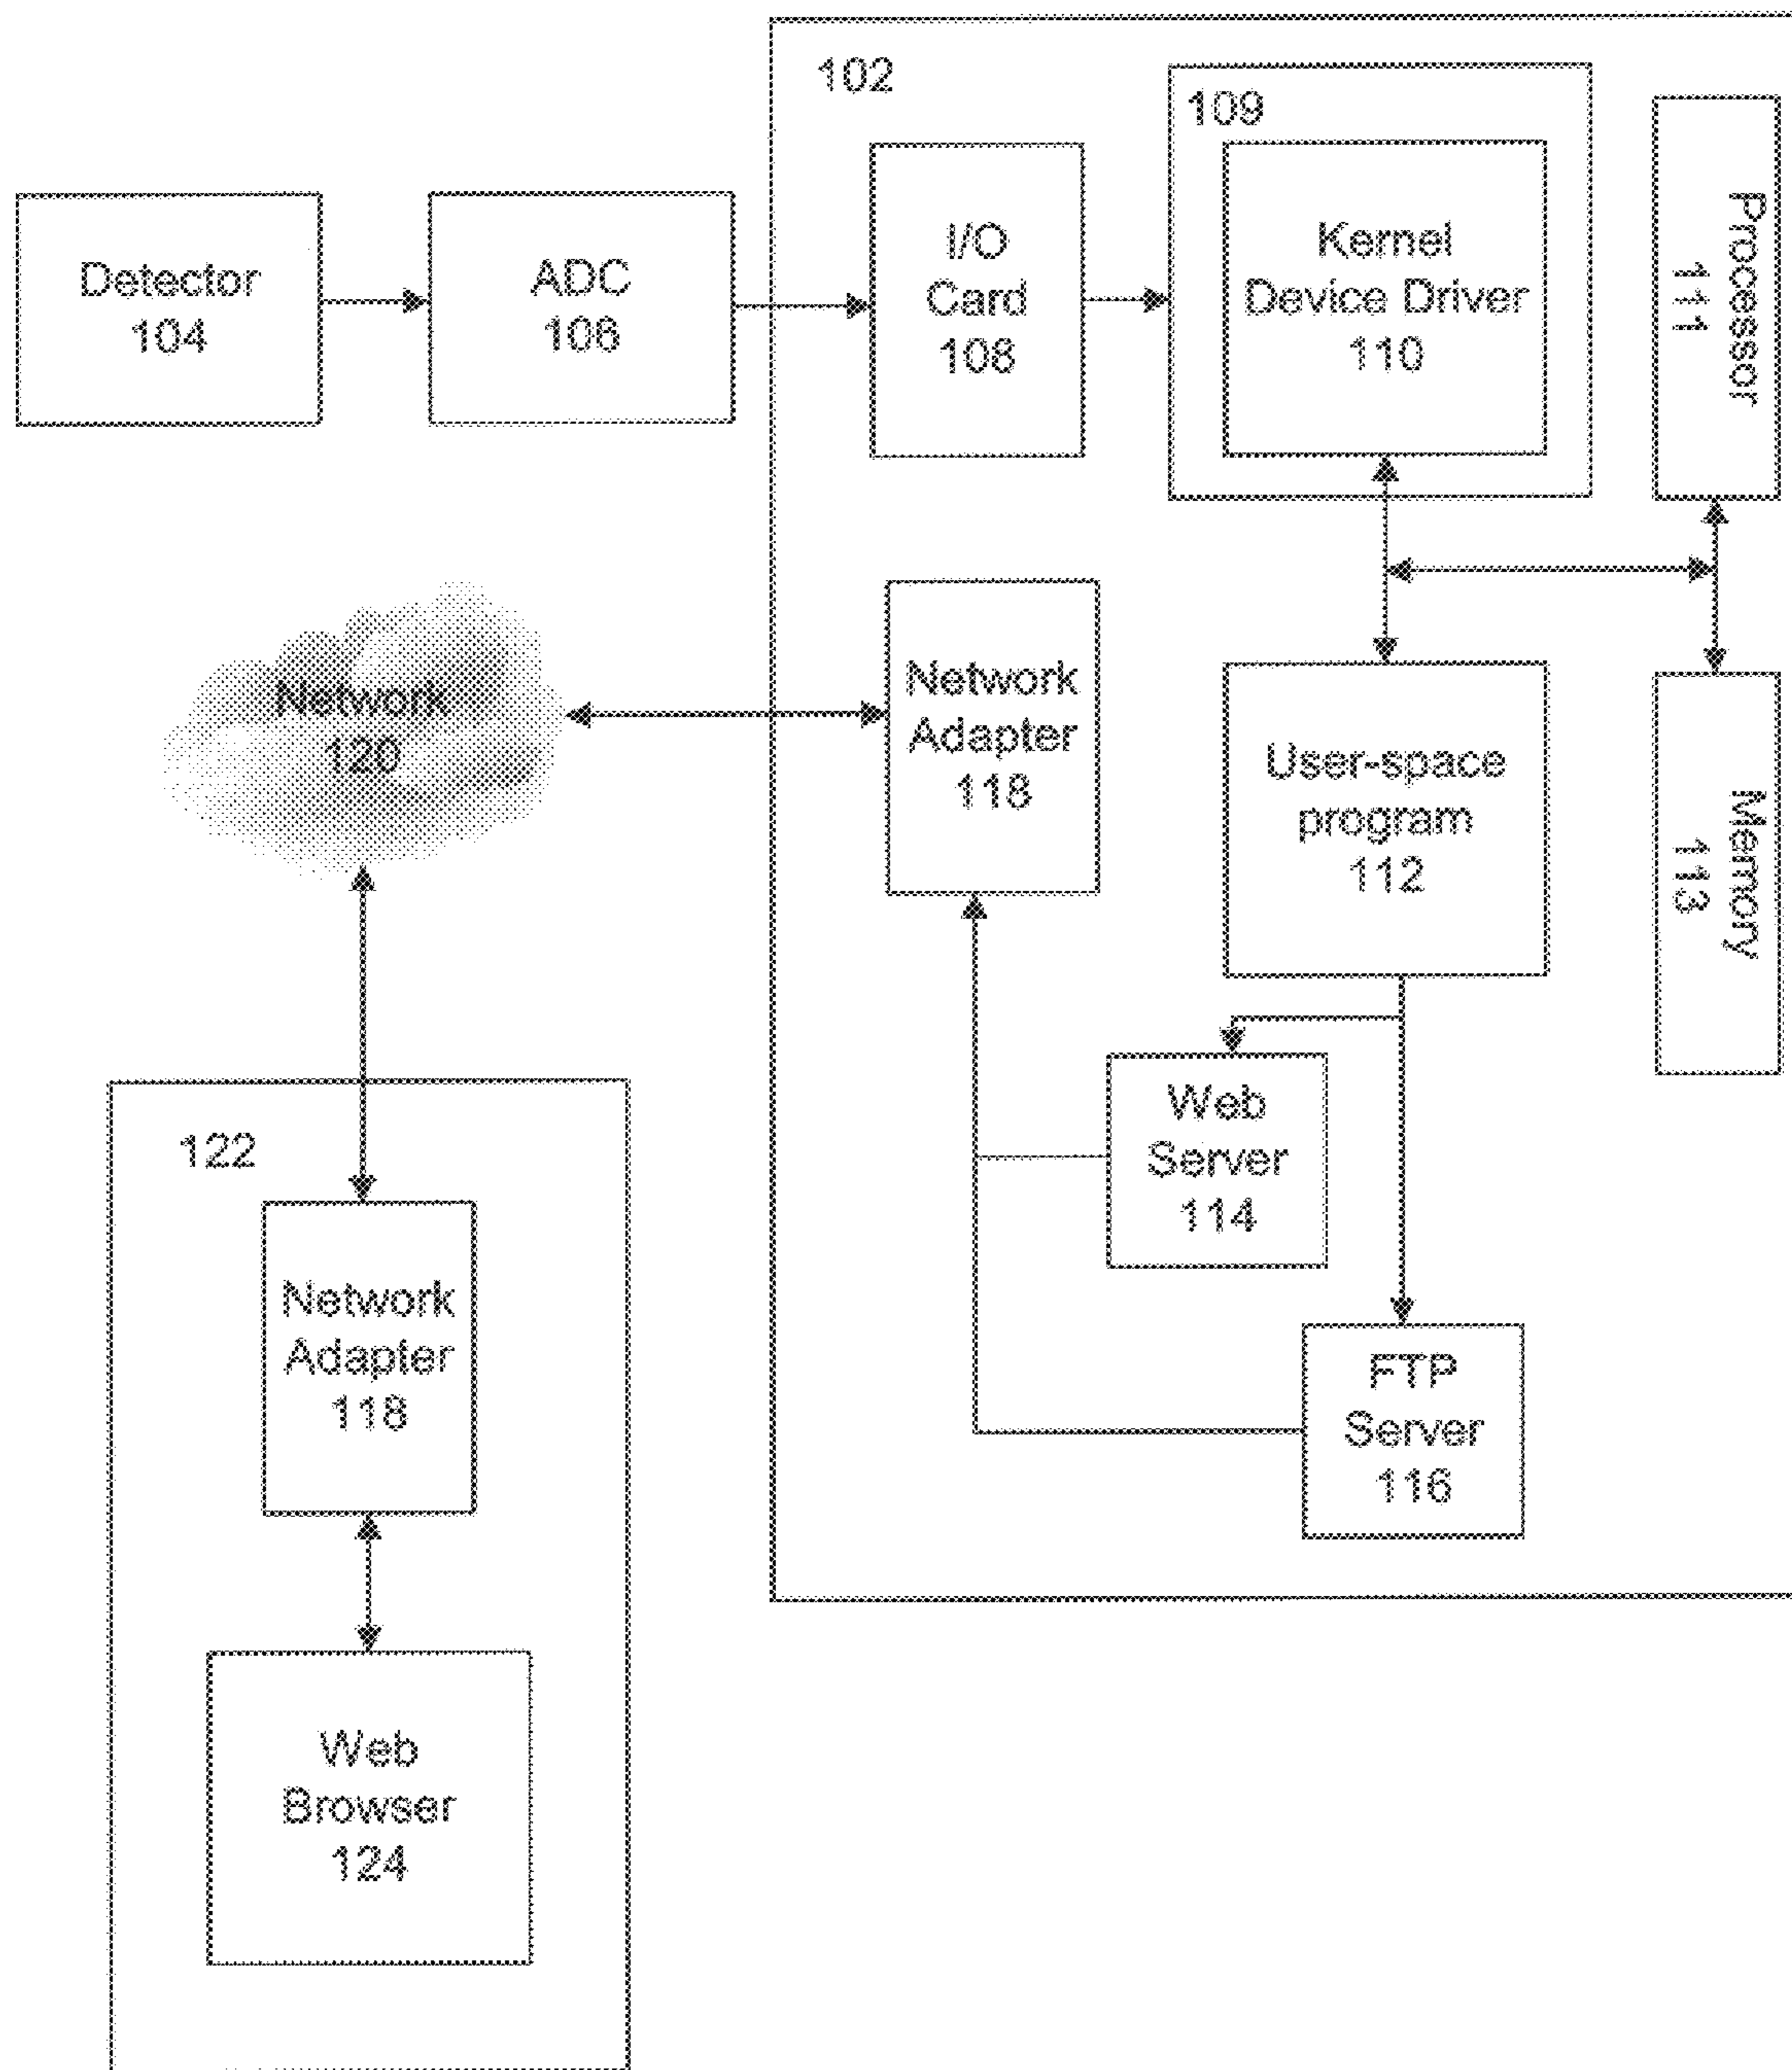 102
109
Detector
104
ADC
106
I/O
Card
108
Kernel
Device Driver
110
Processor
111
Network
120
Network
Adapter
118
User-space
program
112
Memory
113
Web
Server
114
FTP
Server
116
122
Network
Adapter
118
Web
Browser
124